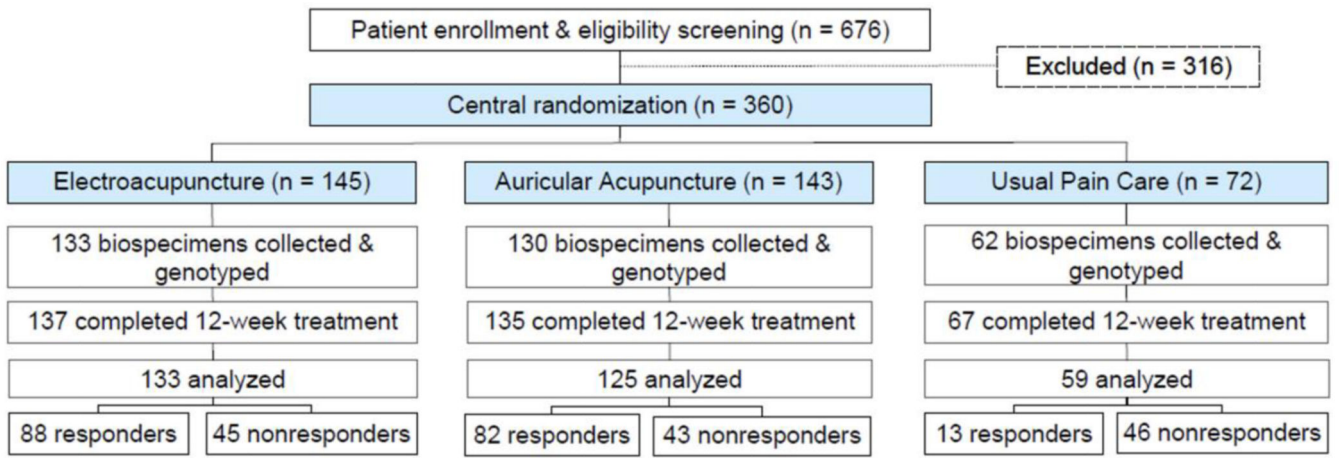 Patient enrollment & eligibility screening (n = 676)
Excluded (n = 316)
Central randomization (n = 360)
Electroacupuncture (n = 145)
Auricular Acupuncture (n = 143)
Usual Pain Care (n = 72)
133 biospecimens collected &
genotyped
130 biospecimens collected &
genotyped
62 biospecimens collected &
genotyped
137 completed 12-week treatment
135 completed 12-week treatment
67 completed 12-week treatment
133 analyzed
125 analyzed
59 analyzed
88 responders
45 nonresponders
82 responders
43 nonresponders
13 responders
46 nonresponders